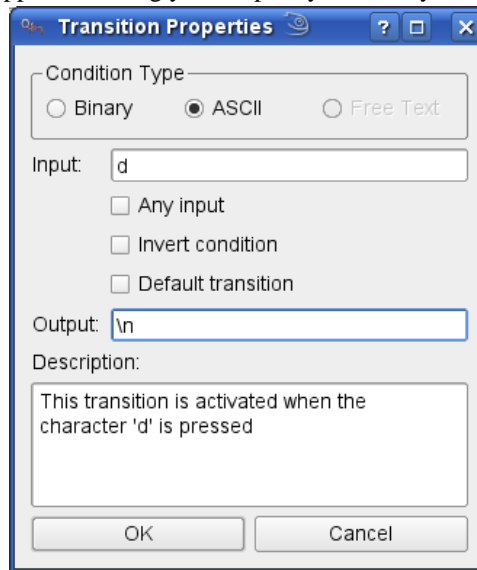 Transition Properties
Condition Type
Binary ASCII Free Text
Input: d
Any input
Invert condition
Default transition
Output: \n
Description:
This transition is activated when the
character 'd' is pressed
OK Cancel